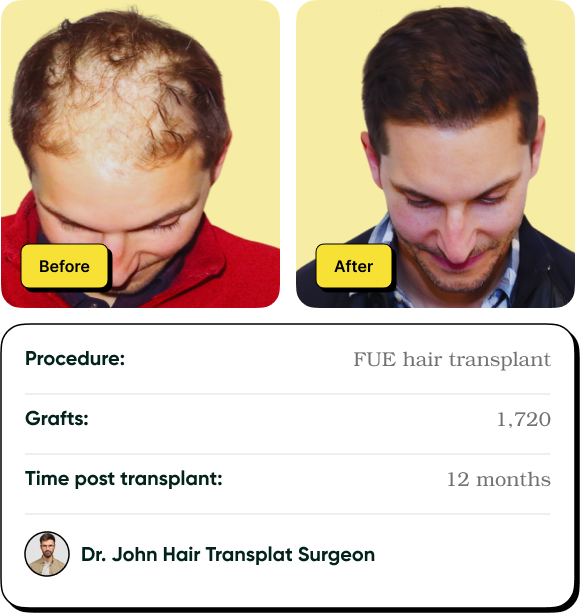 Before
After
Procedure: FUE hair transplant
Grafts: 1,720
Time post transplant: 12 months
Dr. John Hair Transplat Surgeon